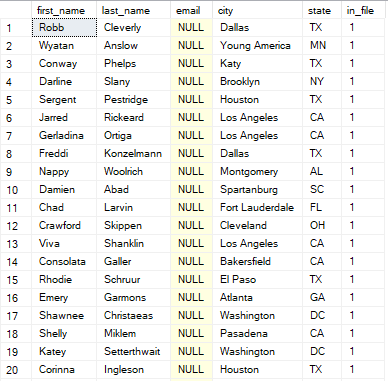 first_name last_name email city state in_file
1 Robb Cleverly NULL Dallas TX 1
2 Wyatan Anslow NULL Young America MN 1
3 Conway Phelps NULL Katy TX 1
4 Darline Slany NULL Brooklyn NY 1
5 Sergent Pestridge NULL Houston TX 1
6 Jarred Rickeard NULL Los Angeles CA 1
7 Gerladina Ortiga NULL Los Angeles CA 1
8 Freddi Konzelmann NULL Dallas TX 1
9 Nappy Woolrich NULL Montgomery AL 1
10 Damien Abad NULL Spartanburg SC 1
11 Chad Larvin NULL Fort Lauderdale FL 1
12 Crawford Skippen NULL Cleveland OH 1
13 Viva Shanklin NULL Los Angeles CA 1
14 Consolata Galler NULL Bakersfield CA 1
15 Rhodie Schruur NULL El Paso TX 1
16 Emery Garmons NULL Atlanta GA 1
17 Shawnee Christaeas NULL Washington DC 1
18 Shelly Miklem NULL Pasadena CA 1
19 Katey Setterthwait NULL Washington DC 1
20 Corinna Ingleson NULL Houston TX 1